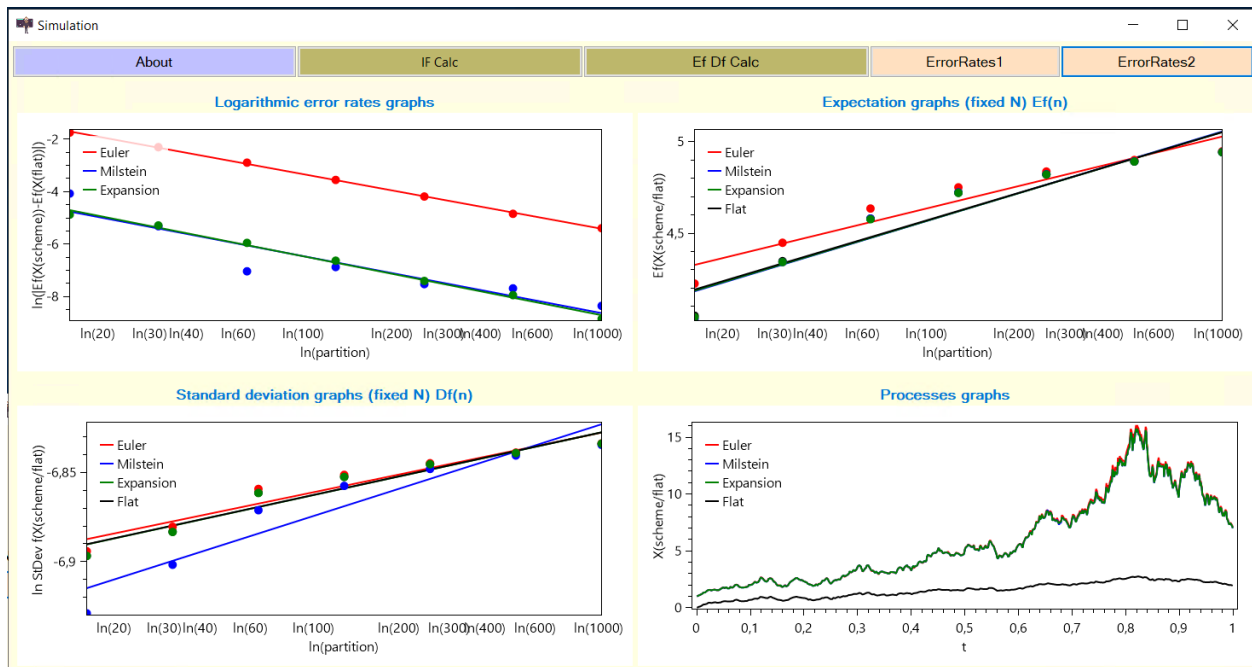 Simulation
About
IF Calc
Ef Df Calc
ErrorRates1
ErrorRates2
Logarithmic error rates graphs
ln(|Ef(X(scheme))-Ef(X(flat))|)
-2
-4
-6
-8
Euler
Milstein
Expansion
ln(20) ln(30) ln(40) ln(60) ln(100) ln(200) ln(300) ln(400) ln(600) ln(1000)
ln(partition)
Expectation graphs (fixed N) Ef(n)
Ef(X(scheme/flat))
5
4,5
Euler
Milstein
Expansion
Flat
ln(20) ln(30) ln(40) ln(60) ln(100) ln(200) ln(300) ln(400) ln(600) ln(1000)
ln(partition)
Standard deviation graphs (fixed N) Df(n)
ln StDev f(X(scheme/flat))
-6,85
-6,9
Euler
Milstein
Expansion
Flat
ln(20) ln(30) ln(40) ln(60) ln(100) ln(200) ln(300) ln(400) ln(600) ln(1000)
ln(partition)
Processes graphs
X(scheme/flat)
15
10
5
0
Euler
Milstein
Expansion
Flat
0 0,1 0,2 0,3 0,4 0,5 0,6 0,7 0,8 0,9 1
t